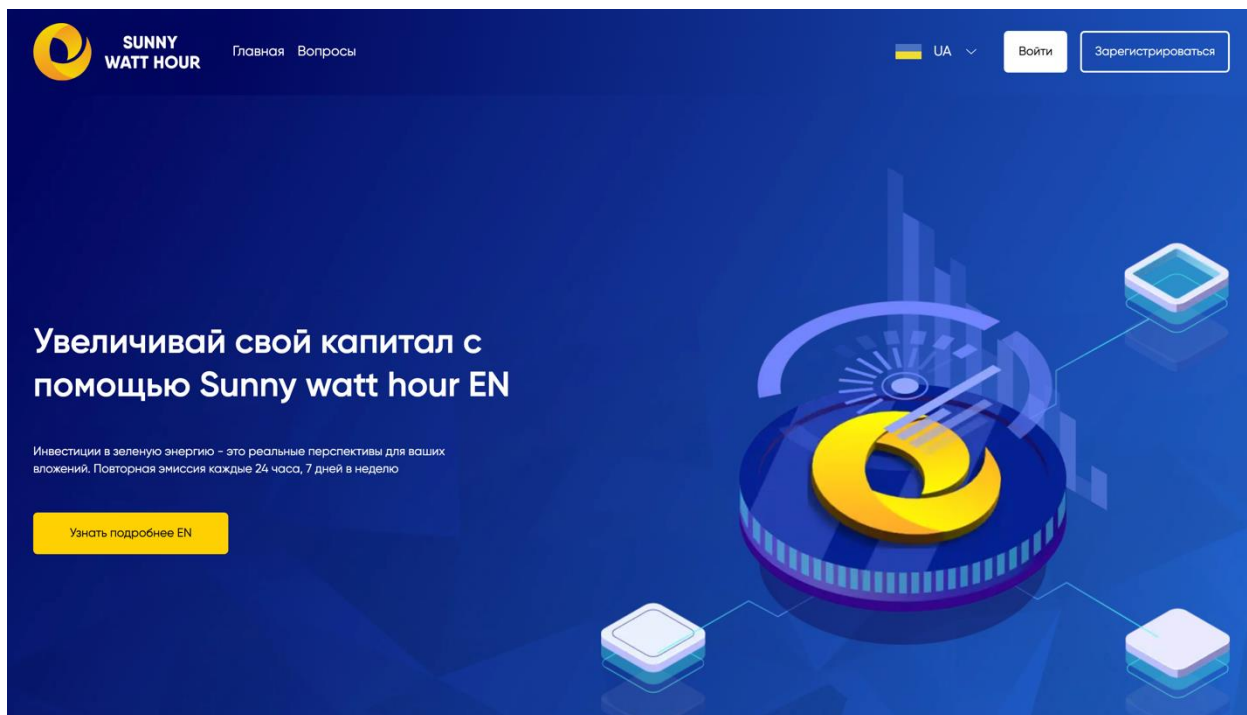 SUNNY
WATT HOUR
Главная Вопросы
UA
Войти
Зарегистрироваться
Увеличивай свой капитал с
помощью Sunny watt hour EN
Инвестиции в зеленую энергию - это реальные перспективы для ваших
вложений. Повторная эмиссия каждые 24 часа, 7 дней в неделю
Узнать подробнее EN